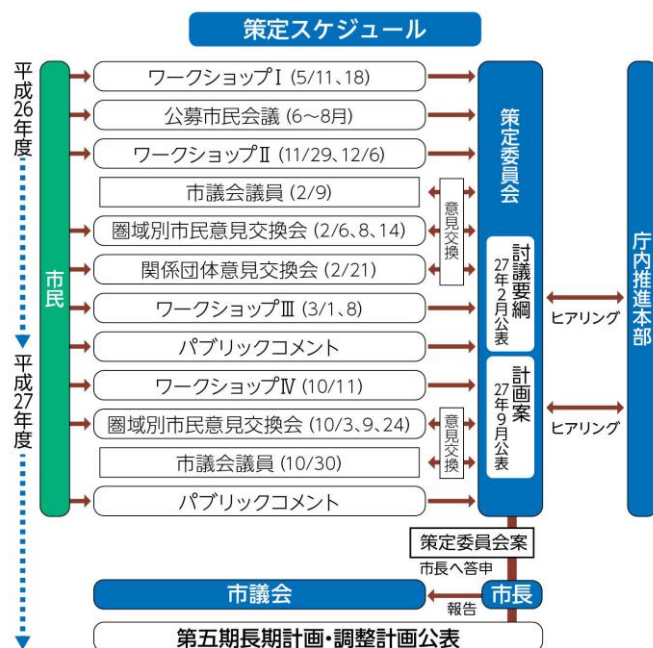 策定スケジュール
平成26年度
平成27年度
市民
ワークショップⅠ (5/11、18)
公募市民会議 (6〜8月)
ワークショップⅡ (11/29、12/6)
市議会議員 (2/9)
圏域別市民意見交換会 (2/6、8、14)
関係団体意見交換会 (2/21)
ワークショップⅢ (3/1、8)
パブリックコメント
ワークショップⅣ (10/11)
圏域別市民意見交換会 (10/3、9、24)
市議会議員 (10/30)
パブリックコメント
意見交換
意見交換
策定委員会
討議要綱
27年2月公表
計画案
27年9月公表
ヒアリング
ヒアリング
庁内推進本部
策定委員会案
市長へ答申
市議会
報告
市長
第五期長期計画・調整計画公表